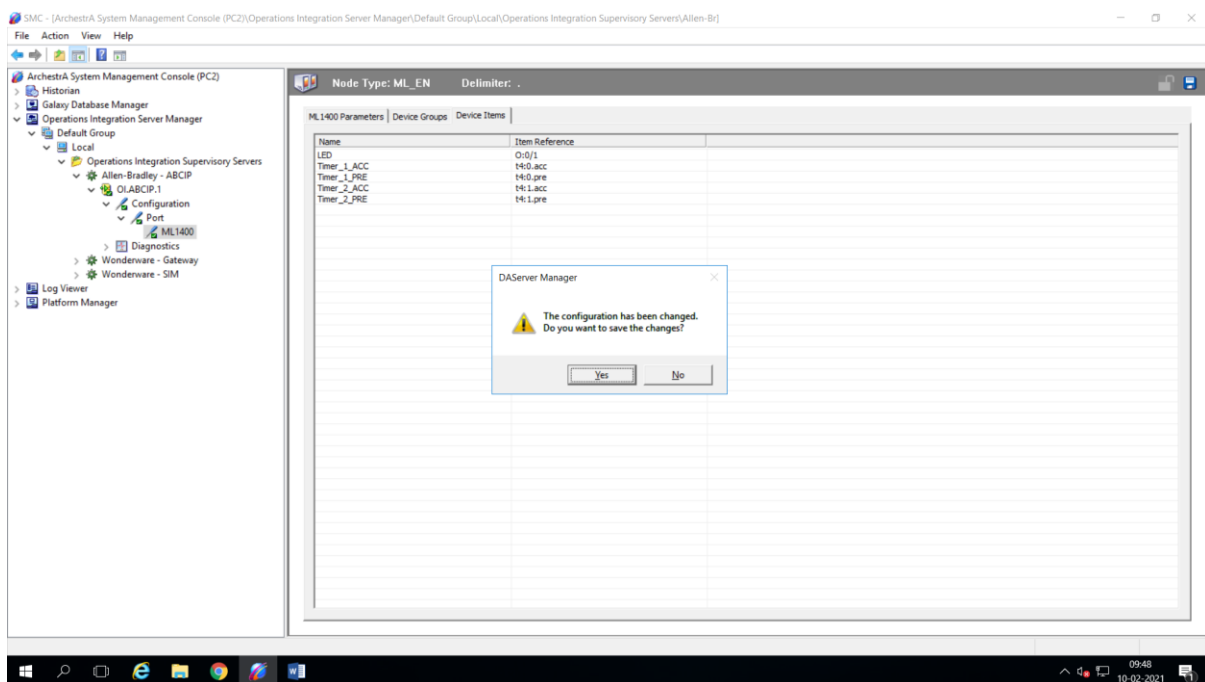 SMC - [ArchestrA System Management Console (PC2)\Operations Integration Server Manager\Default Group\Local\Operations Integration Supervisory Servers\Allen-Br]
File Action View Help
ArchestrA System Management Console (PC2)
Historian
Galaxy Database Manager
Operations Integration Server Manager
Default Group
Local
Operations Integration Supervisory Servers
Allen-Bradley - ABCIP
OI.ABCIP.1
Configuration
Port
ML1400
Diagnostics
Wonderware - Gateway
Wonderware - SIM
Log Viewer
Platform Manager
Node Type: ML_EN Delimiter: .
ML1400 Parameters Device Groups Device Items
Name Item Reference
LED O:0/1
Timer_1_ACC t4:0.acc
Timer_1_PRE t4:0.pre
Timer_2_ACC t4:1.acc
Timer_2_PRE t4:1.pre
DAServer Manager
The configuration has been changed.
Do you want to save the changes?
Yes No
09:48
10-02-2021